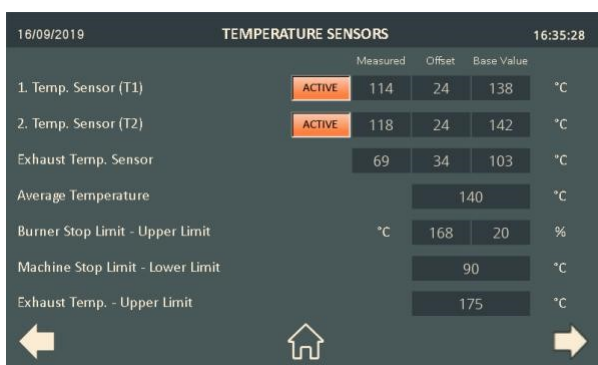 16/09/2019 TEMPERATURE SENSORS 16:35:28
Measured Offset Base Value
1. Temp. Sensor (T1) ACTIVE 114 24 138 °C
2. Temp. Sensor (T2) ACTIVE 118 24 142 °C
Exhaust Temp. Sensor 69 34 103 °C
Average Temperature 140 °C
Burner Stop Limit - Upper Limit °C 168 20 %
Machine Stop Limit - Lower Limit 90 °C
Exhaust Temp. - Upper Limit 175 °C